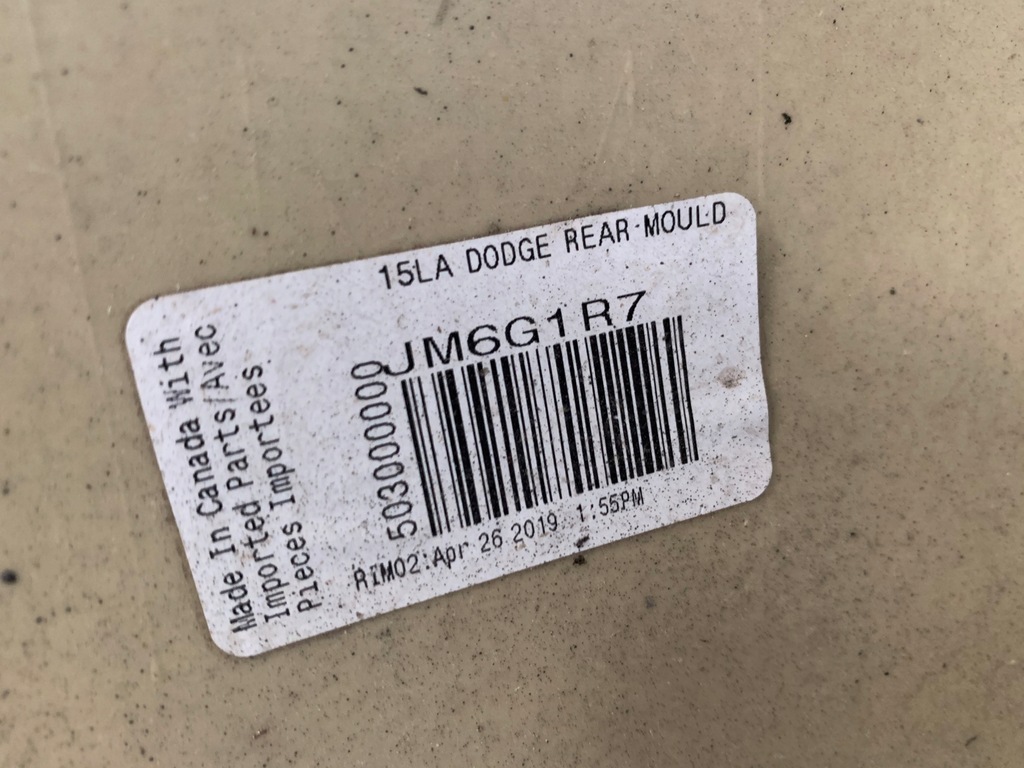 15LA DODGE REAR-MOULD
JM6G1R7
5030000000
RIM02:Apr 26 2019 1:55PM
Made In Canada With
Imported Parts/Avec
Pieces Importees.